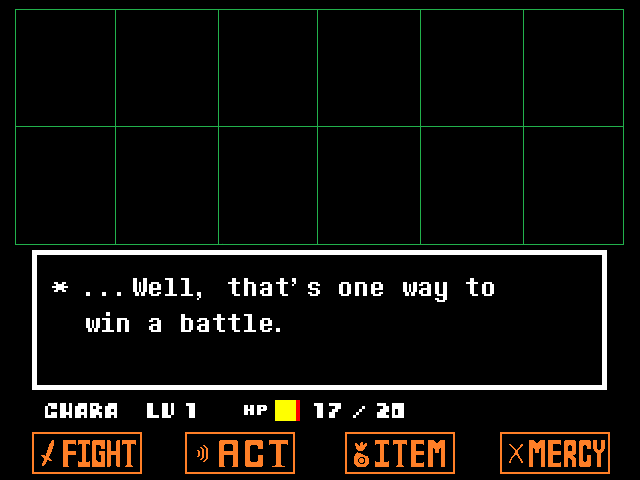 * ...Well, that's one way to
win a battle.
CHARA LV 1 HP 17 / 20
FIGHT ACT ITEM MERCY